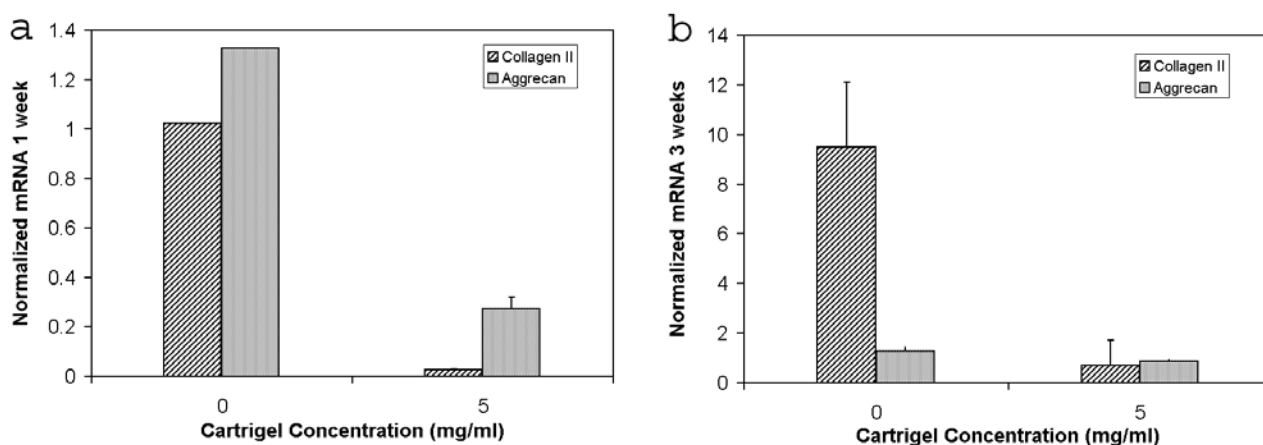 a
1.4
1.2
1
0.8
0.6
0.4
0.2
0
Normalized mRNA 1 week
Collagen II
Aggrecan
0 5
Cartrigel Concentration (mg/ml)
b
14
12
10
8
6
4
2
0
Normalized mRNA 3 weeks
Collagen II
Aggrecan
0 5
Cartrigel Concentration (mg/ml)